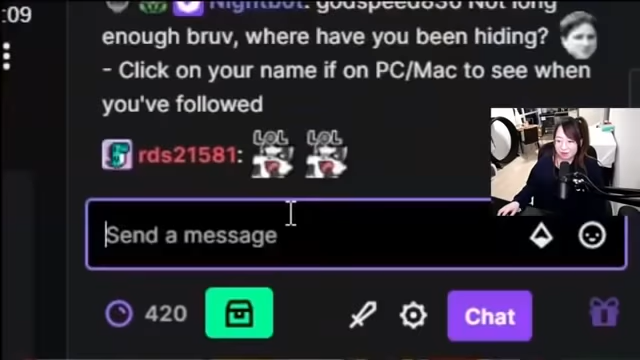 :09
Nightbot: godspeed836 Not long
enough bruv, where have you been hiding?
- Click on your name if on PC/Mac to see when
you've followed
rds21581: LOL LOL
Send a message
420
Chat